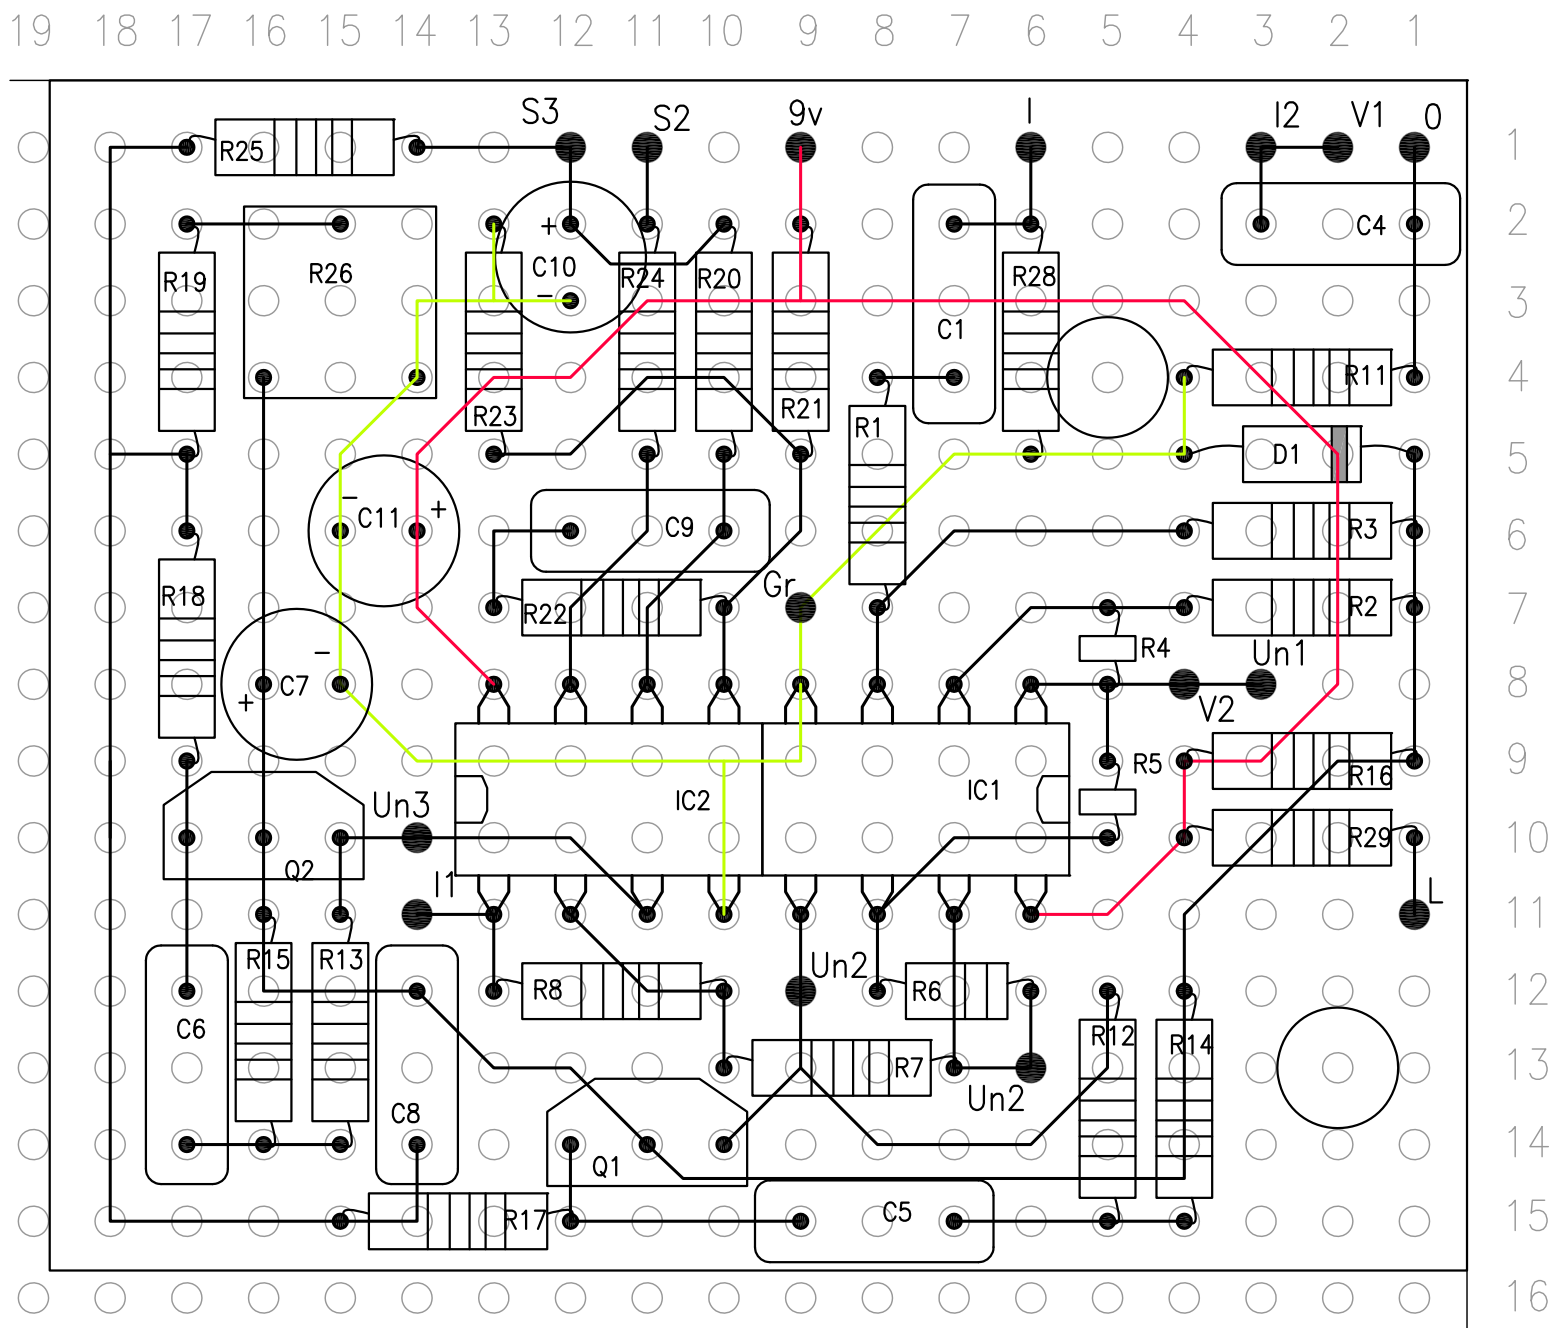 19 18 17 16 15 14 13 12 11 10 9 8 7 6 5 4 3 2 1
S3 S2 9v I I2 V1 0
R25 1
+ C4 2
R19 R26 C10 R24 R20 R28
- 3
C1
R23 R21 R11 4
R1 D1 5
- C11 + C9 R3 6
Gr
R18 R22 R2 7
- R4 Un1
+ C7 V2 8
R5 R16 9
Un3 IC2 IC1
Q2 R29 10
I1 L 11
R15 R13 Un2
R8 R6 12
C6 R12 R14
R7 13
C8 Un2
Q1 14
R17 C5 15
16